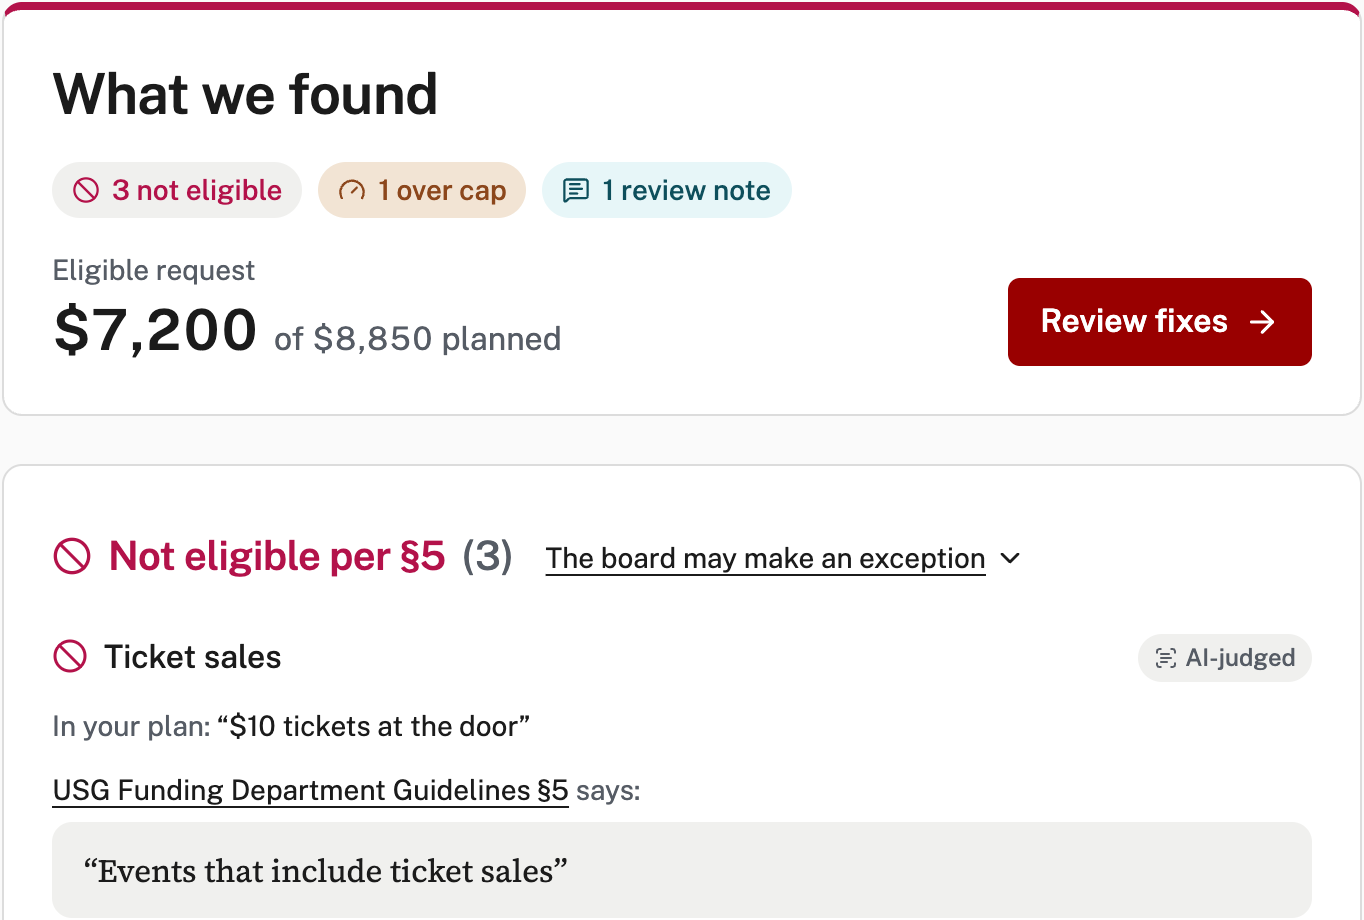 What we found
3 not eligible
1 over cap
1 review note
Eligible request
$7,200 of $8,850 planned
Review fixes
Not eligible per §5 (3) The board may make an exception
Ticket sales
AI-judged
In your plan: “$10 tickets at the door”
USG Funding Department Guidelines §5 says:
“Events that include ticket sales”